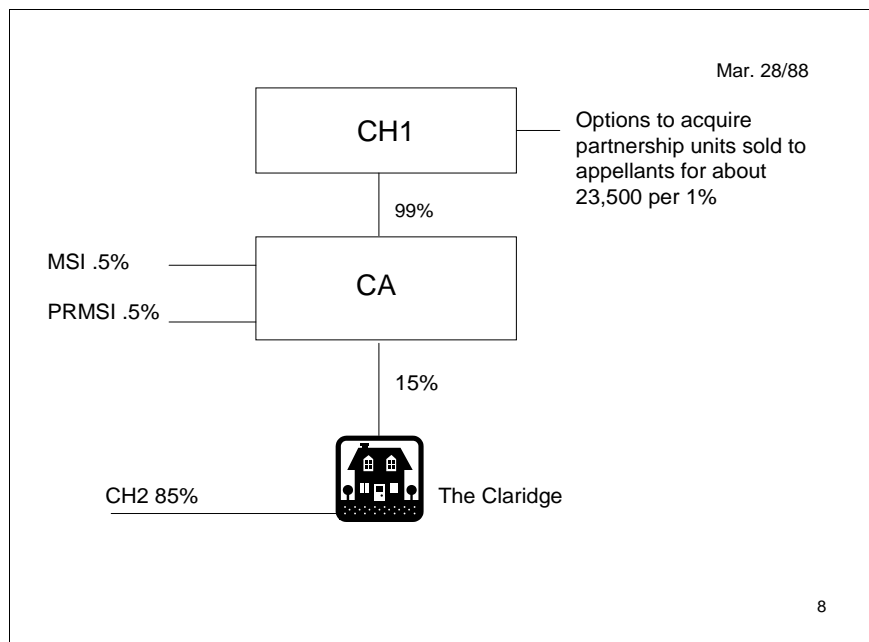 Mar. 28/88
CH1
Options to acquire
partnership units sold to
appellants for about
23,500 per 1%
99%
MSI .5%
CA
PRMSI .5%
15%
CH2 85%
The Claridge
8